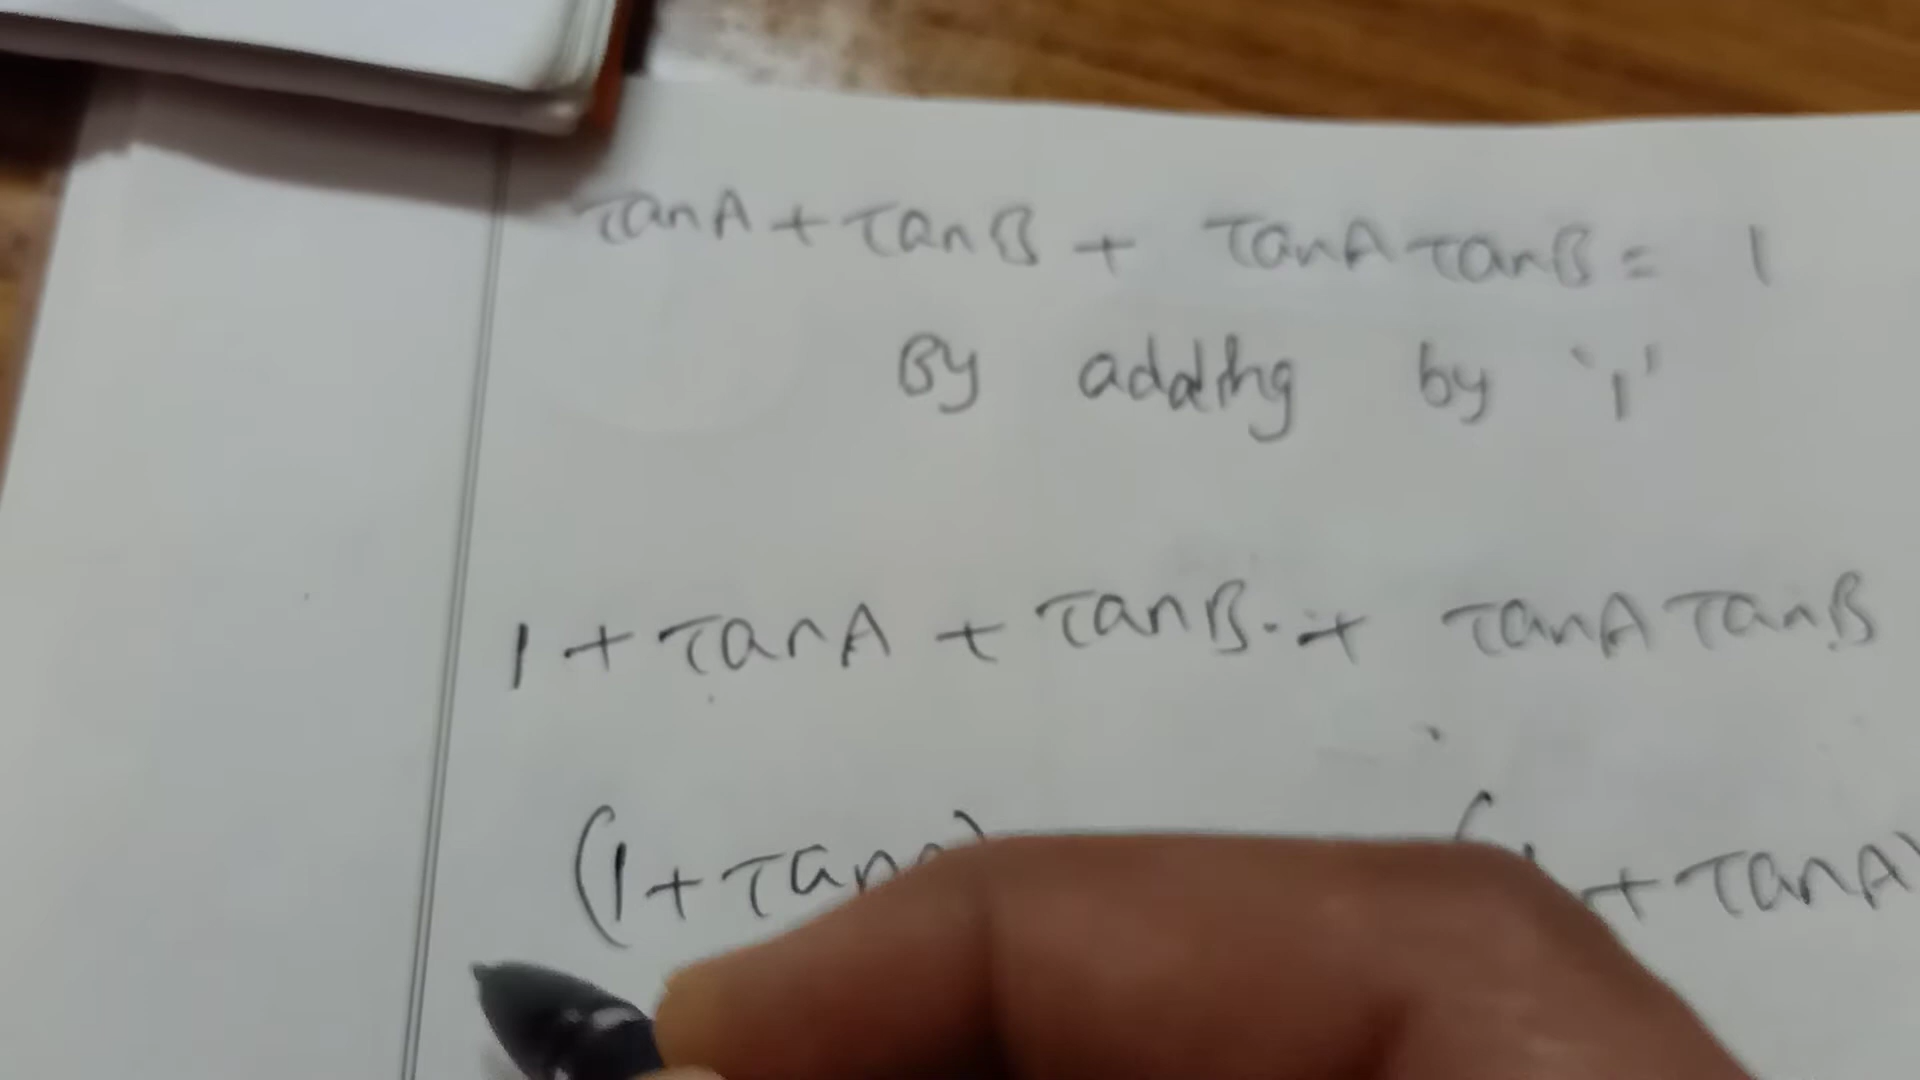 TanA + TanB + TanA TanB = 1
By adding by '1'
1 + TanA + TanB. + TanA TanB
(1 + Tan ) ( + TanA)